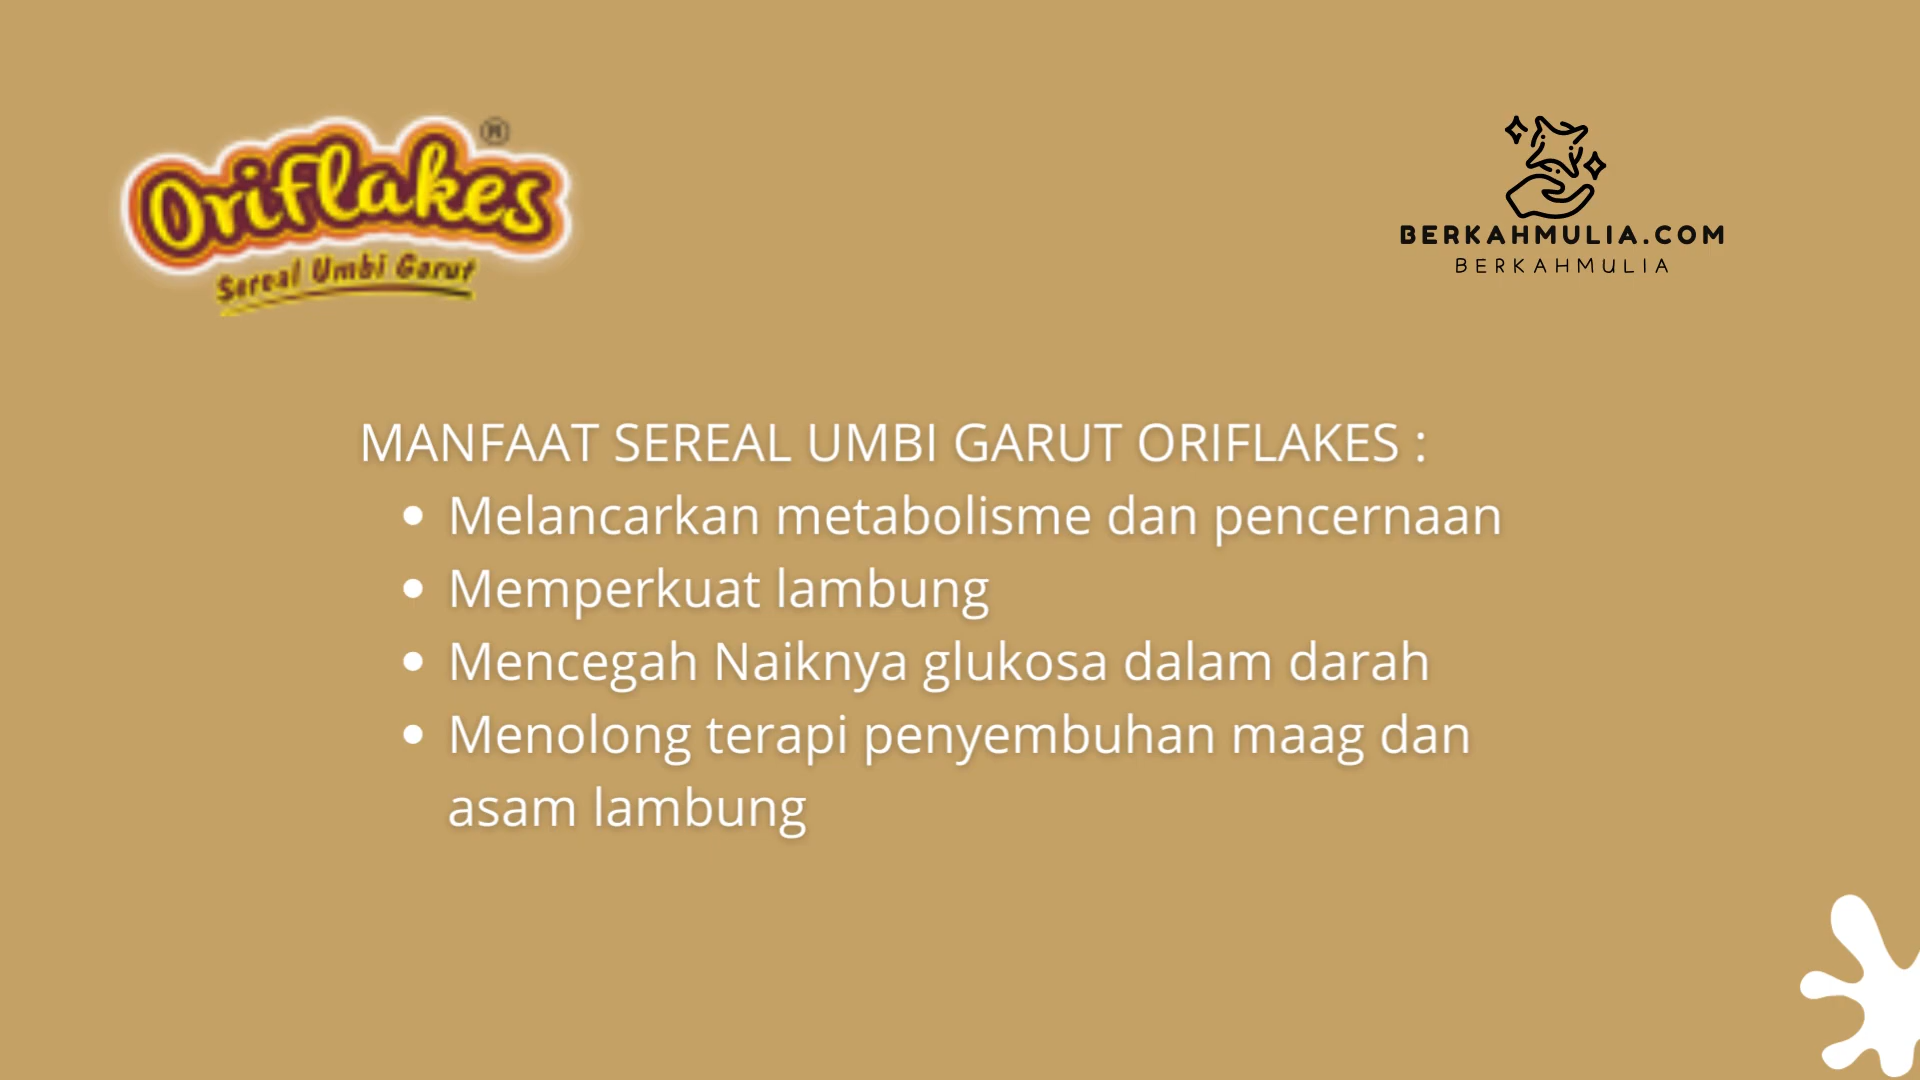 Oriflakes ®
Sereal Umbi Garut
BERKAHMULIA.COM
BERKAHMULIA
MANFAAT SEREAL UMBI GARUT ORIFLAKES :
• Melancarkan metabolisme dan pencernaan
• Memperkuat lambung
• Mencegah Naiknya glukosa dalam darah
• Menolong terapi penyembuhan maag dan
asam lambung